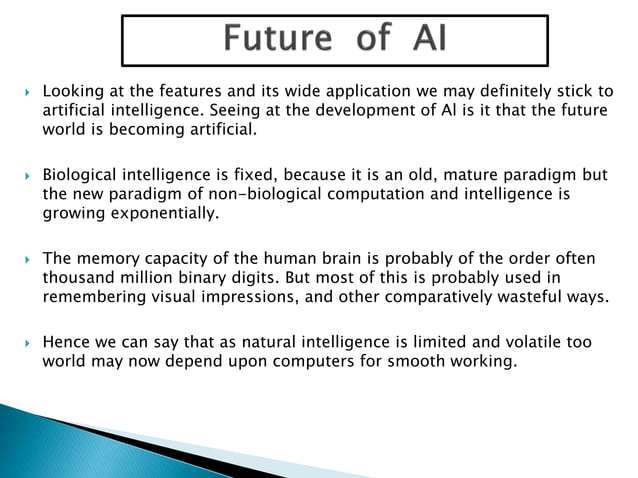 Future of AI
Looking at the features and its wide application we may definitely stick to
artificial intelligence. Seeing at the development of AI is it that the future
world is becoming artificial.
Biological intelligence is fixed, because it is an old, mature paradigm but
the new paradigm of non-biological computation and intelligence is
growing exponentially.
The memory capacity of the human brain is probably of the order often
thousand million binary digits. But most of this is probably used in
remembering visual impressions, and other comparatively wasteful ways.
Hence we can say that as natural intelligence is limited and volatile too
world may now depend upon computers for smooth working.